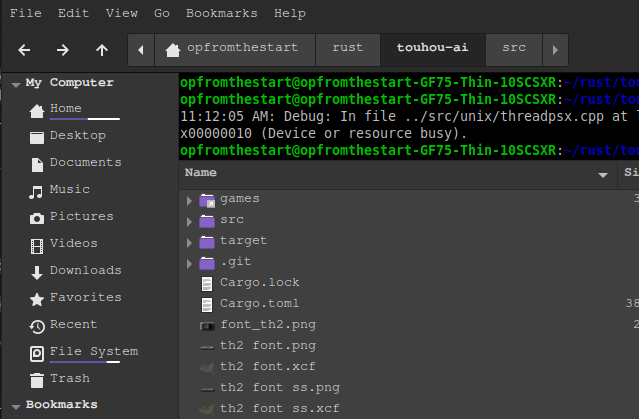 File Edit View Go Bookmarks Help
opfromthestart rust touhou-ai src
My Computer
Home
Desktop
Documents
Music
Pictures
Videos
Downloads
Favorites
Recent
File System
Trash
Bookmarks
opfromthestart@opfromthestart-GF75-Thin-10SCSXR:~/rust/tou
opfromthestart@opfromthestart-GF75-Thin-10SCSXR:~/rust/tou
11:12:05 AM: Debug: In file ../src/unix/threadpsx.cpp at l
x00000010 (Device or resource busy).
opfromthestart@opfromthestart-GF75-Thin-10SCSXR:~/rust/tou
Name Si
games 3
src
target
.git
Cargo.lock
Cargo.toml 38
font_th2.png 2
th2 font.png
th2 font.xcf
th2 font ss.png
th2 font ss.xcf